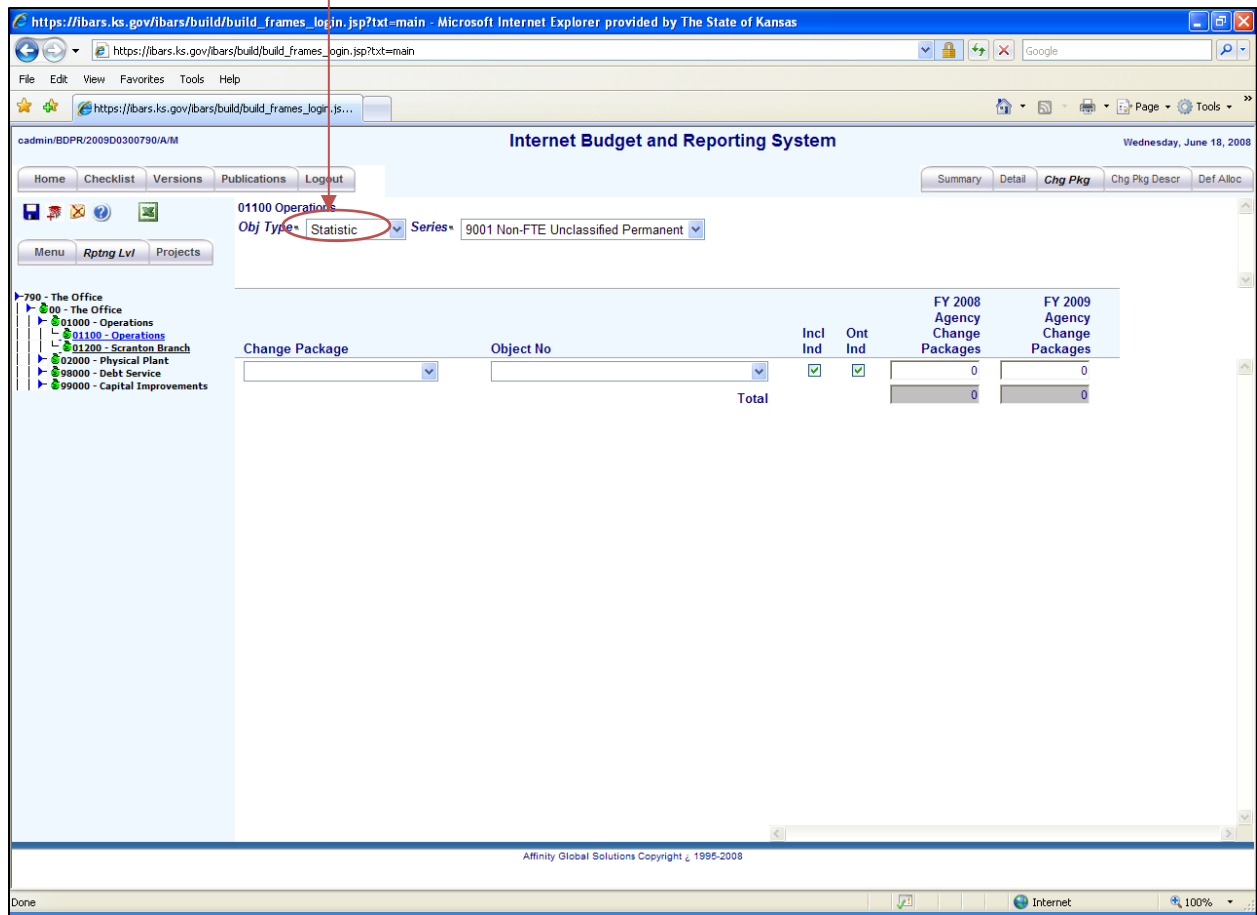 https://ibars.ks.gov/ibars/build/build_frames_login.jsp?txt=main - Microsoft Internet Explorer provided by The State of Kansas
https://ibars.ks.gov/ibars/build/build_frames_login.jsp?txt=main
Google
File Edit View Favorites Tools Help
https://ibars.ks.gov/ibars/build/build_frames_login.js...
Page Tools »
cadmin/BDPR/2009D0300790/A/M
Internet Budget and Reporting System
Wednesday, June 18, 2008
Home Checklist Versions Publications Logout
Summary Detail Chg Pkg Chg Pkg Descr Def Alloc
01100 Operations
Obj Type* Statistic Series* 9001 Non-FTE Unclassified Permanent
Menu Rptng Lvl Projects
790 - The Office
00 - The Office
01000 - Operations
01100 - Operations
01200 - Scranton Branch
02000 - Physical Plant
98000 - Debt Service
99000 - Capital Improvements
Change Package
Object No
Incl Ind
Ont Ind
FY 2008 Agency Change Packages
FY 2009 Agency Change Packages
0 0
Total 0 0
Affinity Global Solutions Copyright ¿ 1995-2008
Done Internet 100%